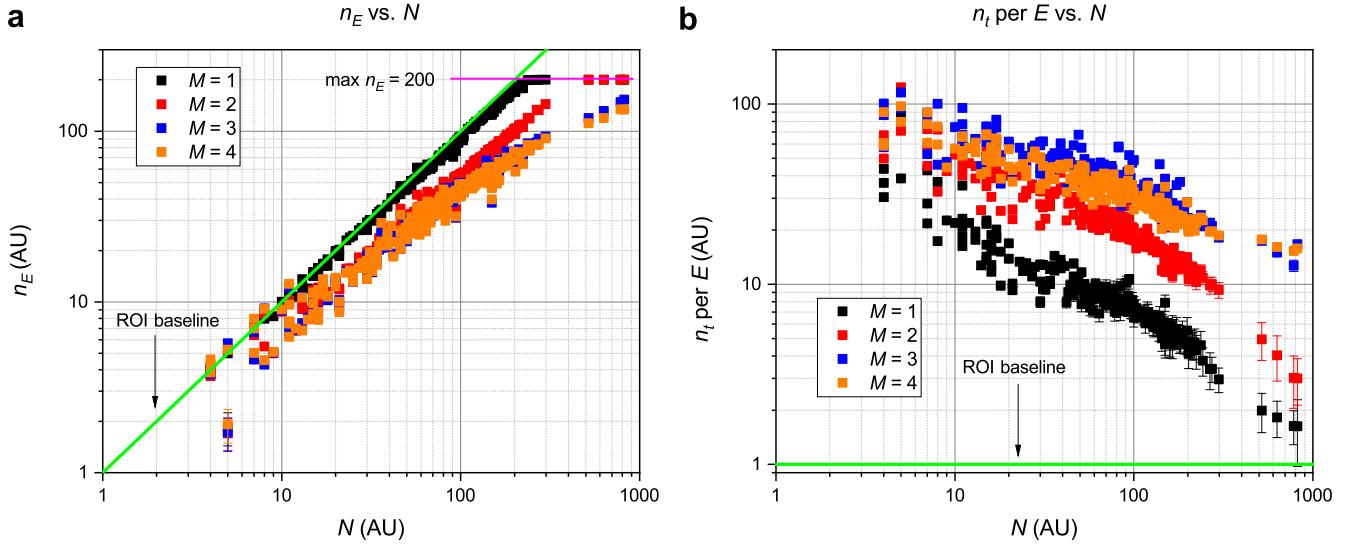 a
n_E vs. N
M = 1
M = 2
M = 3
M = 4
max n_E = 200
ROI baseline
n_E (AU)
100
10
1
1
10
100
1000
N (AU)
b
n_t per E vs. N
M = 1
M = 2
M = 3
M = 4
ROI baseline
n_t per E (AU)
100
10
1
1
10
100
1000
N (AU)